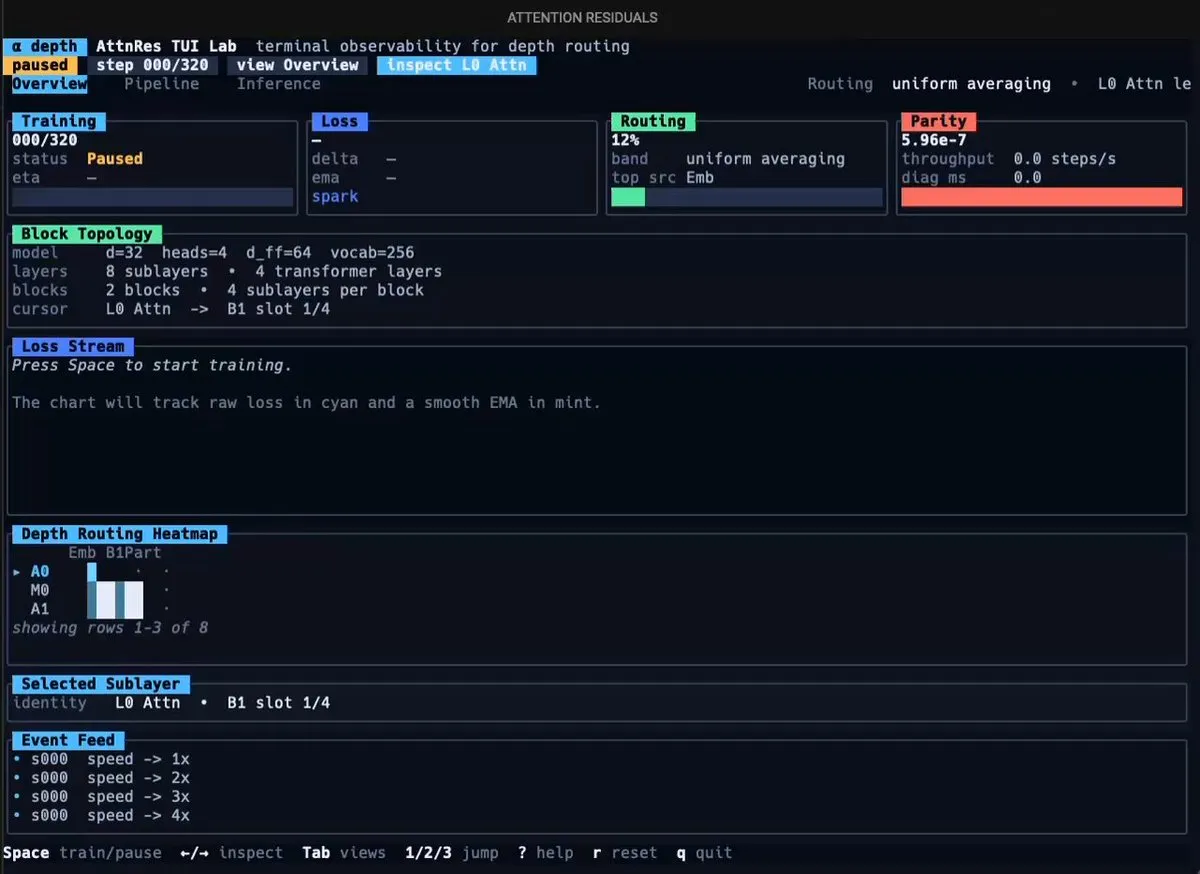 ATTENTION RESIDUALS
α depth AttnRes TUI Lab terminal observability for depth routing
paused step 000/320 view Overview inspect L0 Attn
Overview Pipeline Inference Routing uniform averaging • L0 Attn le
Training
000/320
status Paused
eta —
Loss
—
delta —
ema —
spark
Routing
12%
band uniform averaging
top src Emb
Parity
5.96e-7
throughput 0.0 steps/s
diag ms 0.0
Block Topology
model d=32 heads=4 d_ff=64 vocab=256
layers 8 sublayers • 4 transformer layers
blocks 2 blocks • 4 sublayers per block
cursor L0 Attn -> B1 slot 1/4
Loss Stream
Press Space to start training.
The chart will track raw loss in cyan and a smooth EMA in mint.
Depth Routing Heatmap
Emb B1Part
▸ A0 · ·
M0 ·
A1 ·
showing rows 1-3 of 8
Selected Sublayer
identity L0 Attn • B1 slot 1/4
Event Feed
• s000 speed -> 1x
• s000 speed -> 2x
• s000 speed -> 3x
• s000 speed -> 4x
Space train/pause ←/→ inspect Tab views 1/2/3 jump ? help r reset q quit